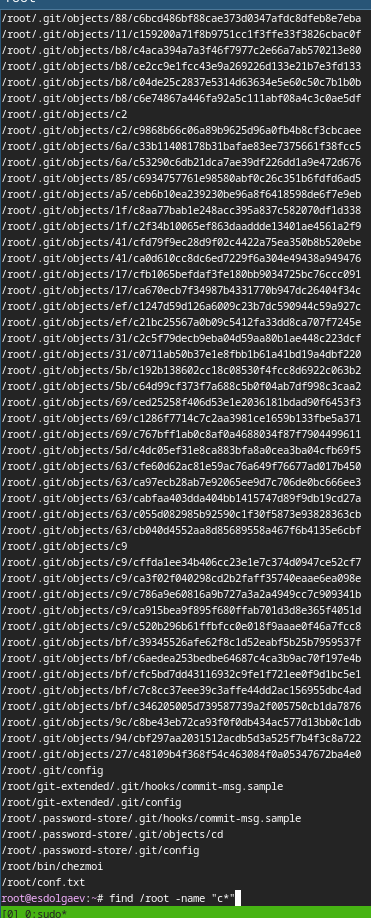 /root/.git/objects/88/c6bcd486bf88cae373d0347afdc8dfeb8e7eba
/root/.git/objects/11/c159200a71f8b9751cc1f3ffe33f3826cbac0f
/root/.git/objects/b8/c4aca394a7a3f46f7977c2e66a7ab570213e80
/root/.git/objects/b8/ce2cc9e1fcc43e9a269226d133e21b7e3fd133
/root/.git/objects/b8/c04de25c2837e5314d63634e5e60c50c7b1b0b
/root/.git/objects/b8/c6e74867a446fa92a5c111abf08a4c3c0ae5df
/root/.git/objects/c2
/root/.git/objects/c2/c9868b66c06a89b9625d96a0fb4b8cf3cbcaee
/root/.git/objects/6a/c33b11408178b31bafae83ee7375661f38fcc5
/root/.git/objects/6a/c53290c6db21dca7ae39df226dd1a9e472d676
/root/.git/objects/85/c6934757761e98580abf0c26c351b6fdfd6ad5
/root/.git/objects/a5/ceb6b10ea239230be96a8f6418598de6f7e9eb
/root/.git/objects/1f/c8aa77bab1e248acc395a837c582070df1d338
/root/.git/objects/1f/c2f34b10065ef863daaddde13401ae4561a2f9
/root/.git/objects/41/cfd79f9ec28d9f02c4422a75ea350b8b520ebe
/root/.git/objects/41/ca0d610cc8dc6ed7229f6a304e49438a949476
/root/.git/objects/17/cfb1065befdaf3fe180bb9034725bc76ccc091
/root/.git/objects/17/ca670ecb7f34987b4331770b947dc26404f34c
/root/.git/objects/ef/c1247d59d126a6009c23b7dc590944c59a927c
/root/.git/objects/ef/c21bc25567a0b09c5412fa33dd8ca707f7245e
/root/.git/objects/31/c2c5f79decb9eba04d59aa80b1ae448c223dcf
/root/.git/objects/31/c0711ab50b37e1e8fbb1b61a41bd19a4dbf220
/root/.git/objects/5b/c192b138602cc18c08530f4fcc8d6922c063b2
/root/.git/objects/5b/c64d99cf373f7a688c5b0f04ab7df998c3caa2
/root/.git/objects/69/ced25258f406d53e1e2036181bdad90f6453f3
/root/.git/objects/69/c1286f7714c7c2aa3981ce1659b133fbe5a371
/root/.git/objects/69/c767bff1ab0c8af0a4688034f87f7904499611
/root/.git/objects/5d/c4dc05ef31e8ca883bfa8a0cea3ba04cfb69f5
/root/.git/objects/63/cfe60d62ac81e59ac76a649f76677ad017b450
/root/.git/objects/63/ca97ecb28ab7e92065ee9d7c706de0bc666ee3
/root/.git/objects/63/cabfaa403dda404bb1415747d89f9db19cd27a
/root/.git/objects/63/c055d082985b92590c1f30f5873e93828363cb
/root/.git/objects/63/cb040d4552aa8d85689558a467f6b4135e6cbf
/root/.git/objects/c9
/root/.git/objects/c9/cffda1ee34b406cc23e1e7c374d0947ce52cf7
/root/.git/objects/c9/ca3f02f040298cd2b2faff35740eaae6ea098e
/root/.git/objects/c9/c786a9e60816a9b727a3a2a4949cc7c909341b
/root/.git/objects/c9/ca915bea9f895f680ffab701d3d8e365f4051d
/root/.git/objects/c9/c520b296b61ffbfcc0e018f9aaae0f46a7fcc8
/root/.git/objects/bf/c39345526afe62f8c1d52eabf5b25b7959537f
/root/.git/objects/bf/c6aedea253bedbe64687c4ca3b9ac70f197e4b
/root/.git/objects/bf/cfc5bd7dd43116932c9fe1f721ee0f9d1bc5e1
/root/.git/objects/bf/c7c8cc37eee39c3affe44dd2ac156955dbc4ad
/root/.git/objects/bf/c346205005d739587739a2f005750cb1da7876
/root/.git/objects/9c/c8be43eb72ca93f0f0db434ac577d13bb0c1db
/root/.git/objects/94/cbf297aa2031512acdb5d3a525f7b4f3c8a722
/root/.git/objects/27/c48109b4f368f54c463084f0a05347672ba4e0
/root/.git/config
/root/git-extended/.git/hooks/commit-msg.sample
/root/git-extended/.git/config
/root/.password-store/.git/hooks/commit-msg.sample
/root/.password-store/.git/objects/cd
/root/.password-store/.git/config
/root/bin/chezmoi
/root/conf.txt
root@esdolgaev:~# find /root -name "c*"
[0] 0:sudo*